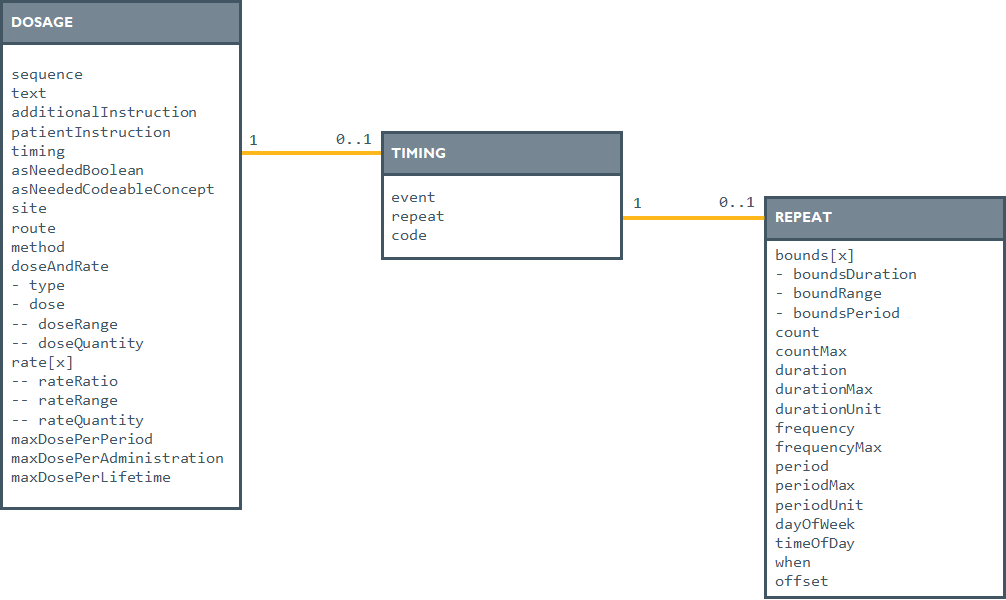 DOSAGE
sequence
text
additionalInstruction
patientInstruction
timing
asNeededBoolean
asNeededCodeableConcept
site
route
method
doseAndRate
- type
- dose
-- doseRange
-- doseQuantity
rate[x]
-- rateRatio
-- rateRange
-- rateQuantity
maxDosePerPeriod
maxDosePerAdministration
maxDosePerLifetime
1
0..1
TIMING
event
repeat
code
1
0..1
REPEAT
bounds[x]
- boundsDuration
- boundRange
- boundsPeriod
count
countMax
duration
durationMax
durationUnit
frequency
frequencyMax
period
periodMax
periodUnit
dayOfWeek
timeOfDay
when
offset